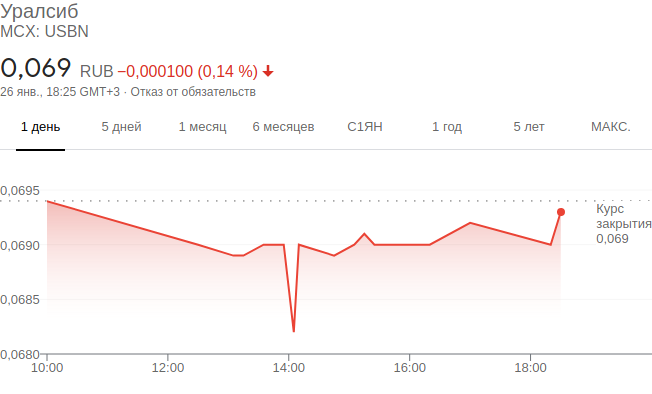 Уралсиб
MCX: USBN
0,069 RUB −0,000100 (0,14 %)
26 янв., 18:25 GMT+3 · Отказ от обязательств
1 день 5 дней 1 месяц 6 месяцев С1ЯН 1 год 5 лет МАКС.
0,0695
Курс
закрытия
0,069
0,0690
0,0685
0,0680
10:00 12:00 14:00 16:00 18:00